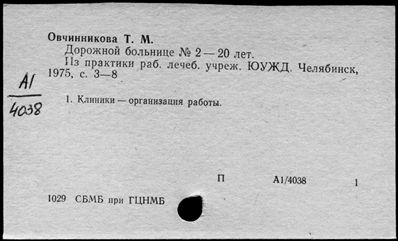 Овчинникова Т. М.
Дорожной больнице № 2 — 20 лет.
Из практики раб. лечеб. учреж. ЮУЖД. Челябинск,
1975, с. 3—8
А1
4038
1. Клиники — организация работы.
П А1/4038 1
1029 СБМБ при ГЦНМБ